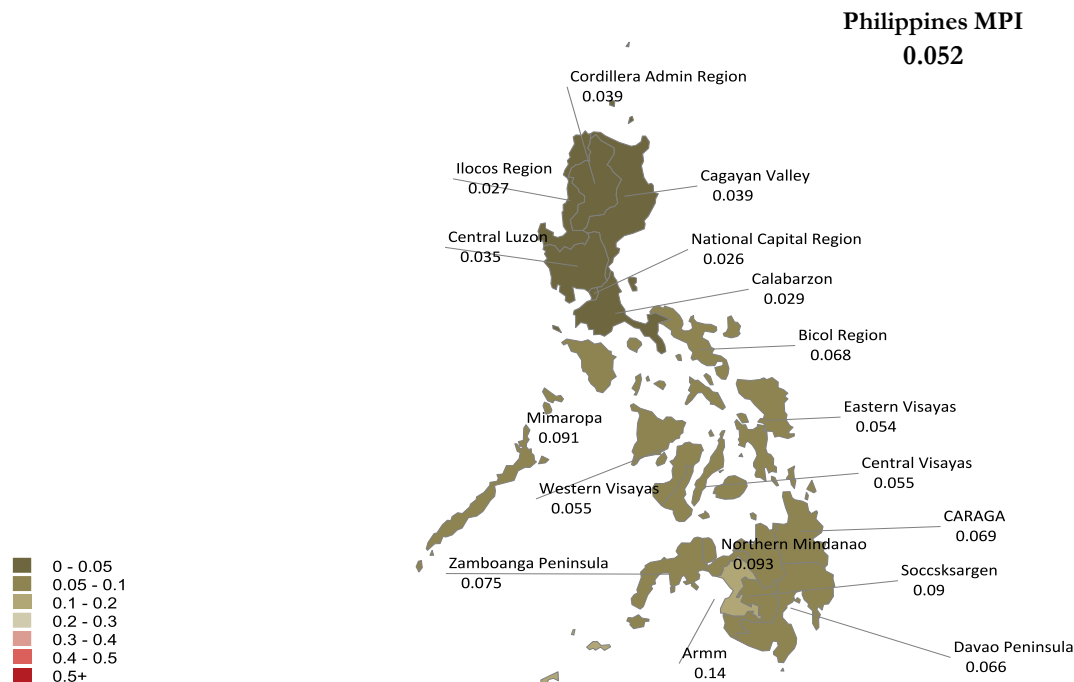 Philippines MPI
0.052
Cordillera Admin Region
0.039
Ilocos Region
0.027
Cagayan Valley
0.039
Central Luzon
0.035
National Capital Region
0.026
Calabarzon
0.029
Bicol Region
0.068
Mimaropa
0.091
Eastern Visayas
0.054
Central Visayas
0.055
Western Visayas
0.055
CARAGA
0.069
Northern Mindanao
0.093
Zamboanga Peninsula
0.075
Soccsksargen
0.09
Davao Peninsula
0.066
Armm
0.14
0 - 0.05
0.05 - 0.1
0.1 - 0.2
0.2 - 0.3
0.3 - 0.4
0.4 - 0.5
0.5+